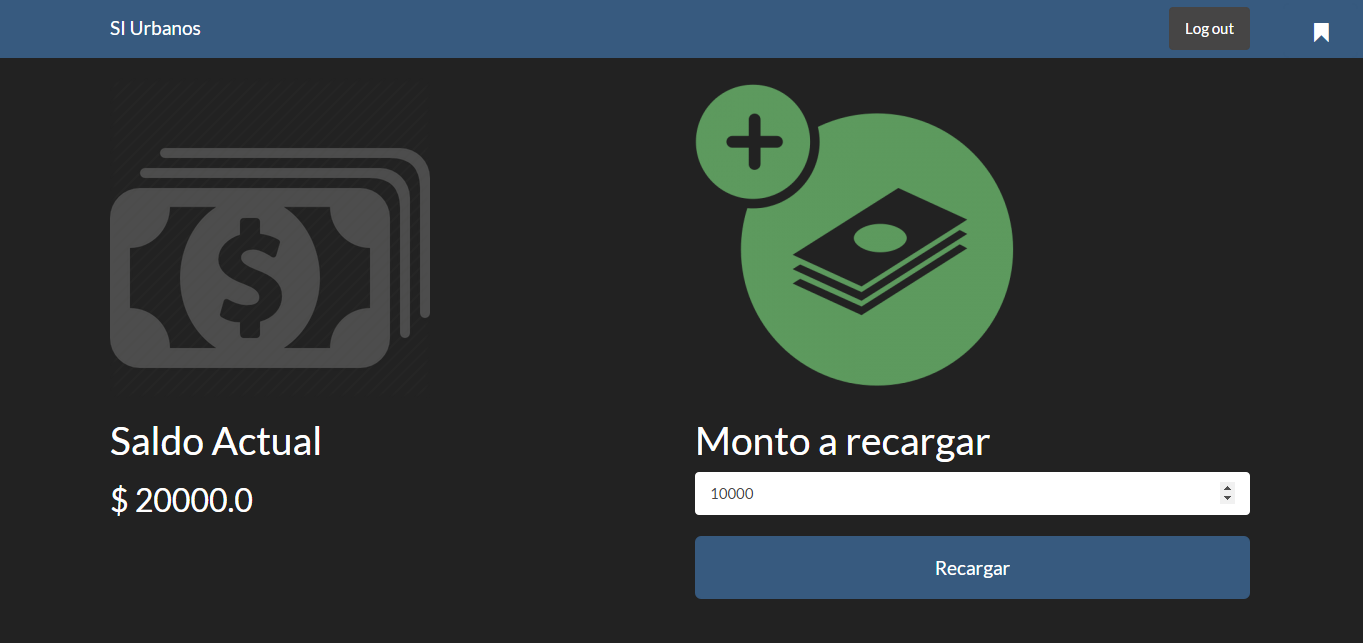 SI Urbanos
Log out
$
Saldo Actual
$ 20000.0
Monto a recargar
10000
Recargar